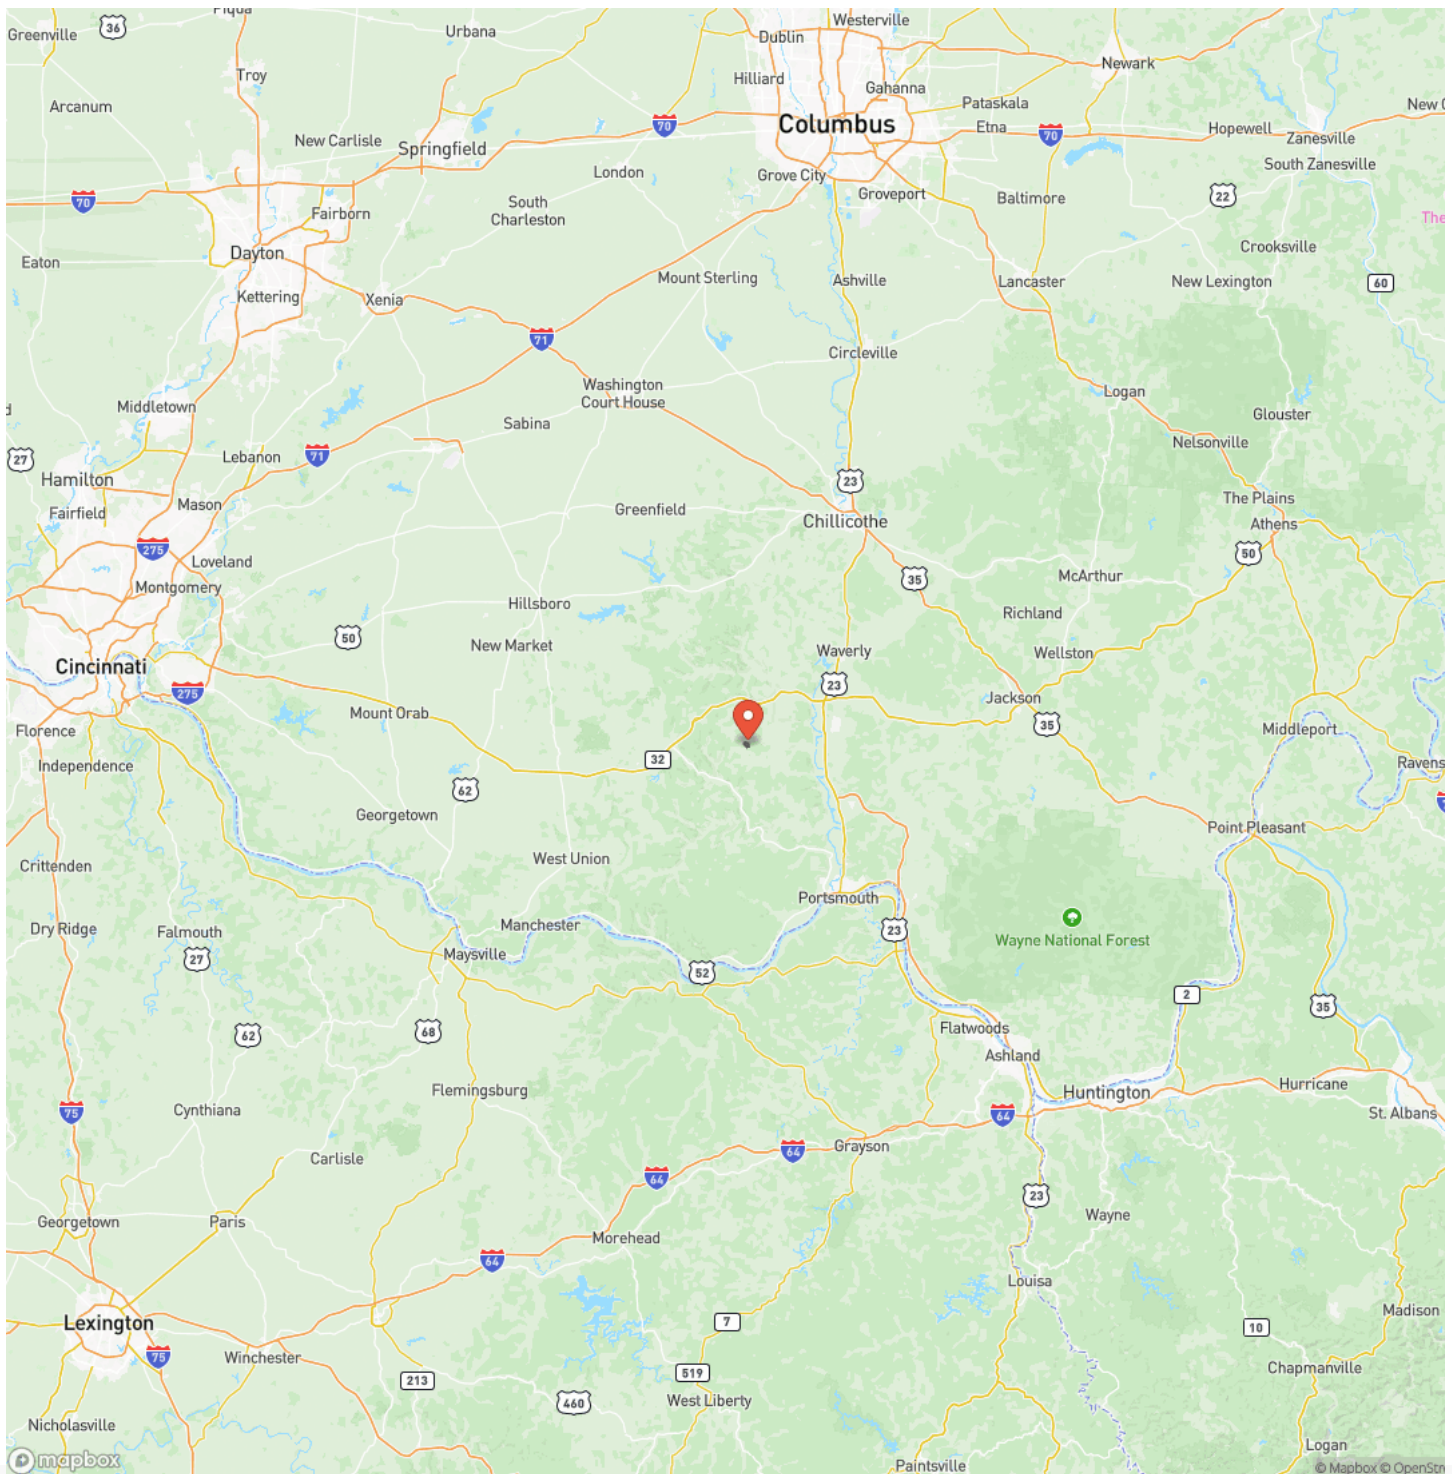 Piqua
Westerville
Greenville
36
Urbana
Dublin
Troy
Hilliard
Newark
Gahanna
Arcanum
Pataskala
New C
Columbus
Etna
70
70
Hopewell
Zanesville
New Carlisle
Springfield
South Zanesville
London
Grove City
Groveport
Baltimore
22
70
South
Charleston
Fairborn
The
Dayton
Crooksville
Eaton
Mount Sterling
Ashville
Lancaster
New Lexington
60
Kettering
Xenia
71
Circleville
Washington
Court House
Logan
Middletown
Sabina
Glouster
27
Lebanon
71
Nelsonville
Hamilton
23
The Plains
Mason
Greenfield
Fairfield
Chillicothe
Athens
275
50
Loveland
Montgomery
35
McArthur
Hillsboro
Richland
50
New Market
Waverly
Wellston
Cincinnati
275
23
Jackson
Mount Orab
35
Florence
Middleport
Independence
32
Ravens
62
Georgetown
Point Pleasant
Crittenden
West Union
Portsmouth
Dry Ridge
Falmouth
Manchester
23
Wayne National Forest
27
Maysville
52
2
35
62
68
Flatwoods
Ashland
Flemingsburg
Huntington
Hurricane
75
Cynthiana
64
St. Albans
Carlisle
64
64
Grayson
23
Georgetown
Paris
Wayne
Morehead
64
Louisa
Madison
Lexington
7
10
75
Winchester
Chapmanville
213
519
460
West Liberty
Nicholasville
Logan
mapbox
Paintsville
© Mapbox © OpenStre